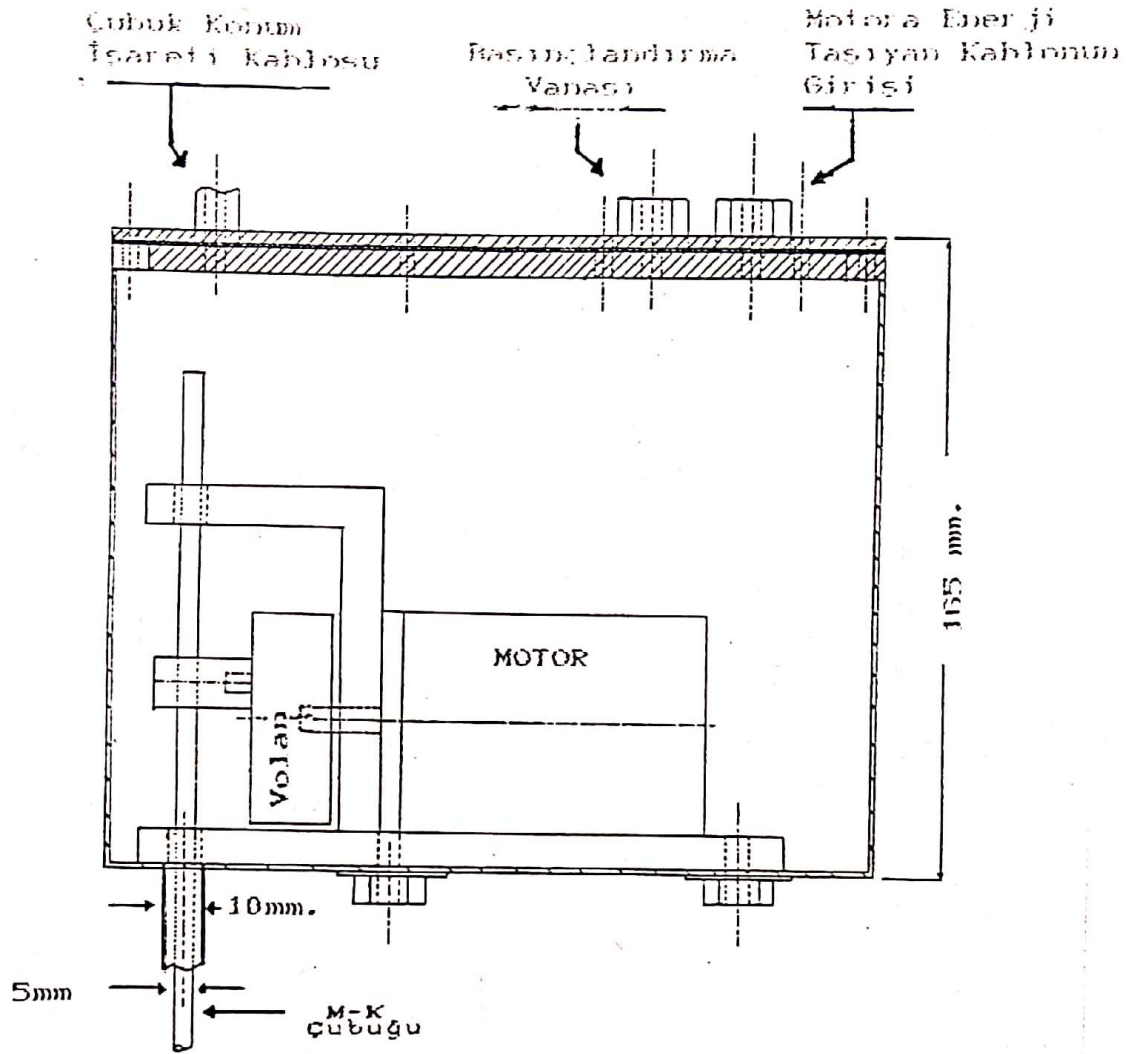 Çubuk Konum
İşareti Kablosu
Basınçlandırma
Vanası
Motora Enerji
Taşıyan Kablonun
Girişi
165 mm.
MOTOR
Volan
10mm.
5mm
M-K
Çubuğu